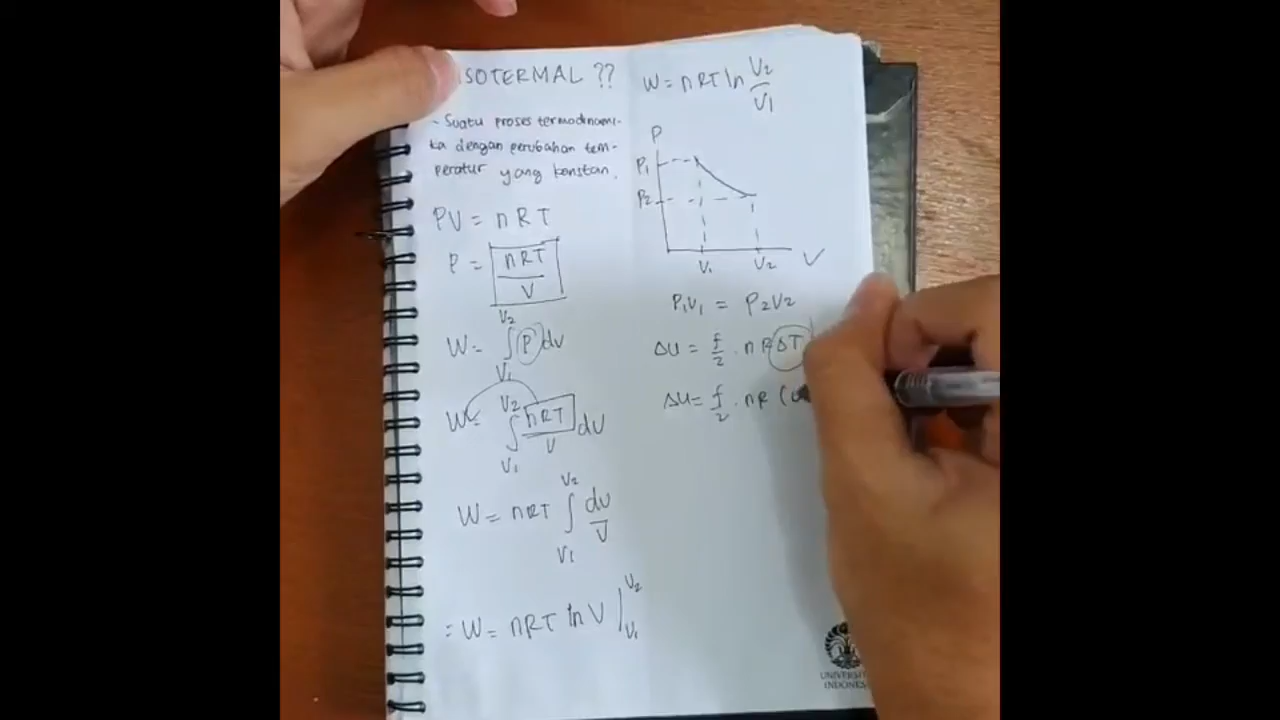 ISOTERMAL ??
- Suatu proses termodinami-
ka dengan perubahan tem-
peratur yang konstan.
PV = nRT
P = nRT/V
W = ∫_{V1}^{V2} (P) dv
W = ∫_{V1}^{V2} nRT/V dV
W = nRT ∫_{V1}^{V2} dv/V
= W = nRT ln V |_{V1}^{V2}
W = nRT ln V2/V1
P
P1
P2
V1 V2 V
P1V1 = P2V2
ΔU = f/2 . nRΔT
ΔU = f/2 . nR (
UNIVERSIT
INDONES